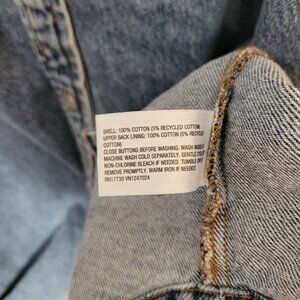 SHELL: 100% COTTON (5% RECYCLED COTTON)
UPPER BACK LINING: 100% COTTON (5% RECYCLED
COTTON)
CLOSE BUTTONS BEFORE WASHING. WASH INSIDE
MACHINE WASH COLD SEPARATELY. GENTLE
NON-CHLORINE BLEACH IF NEEDED. TUMBLE DRY
REMOVE PROMPTLY. WARM IRON IF NEEDED.
RN17730 VN1247024